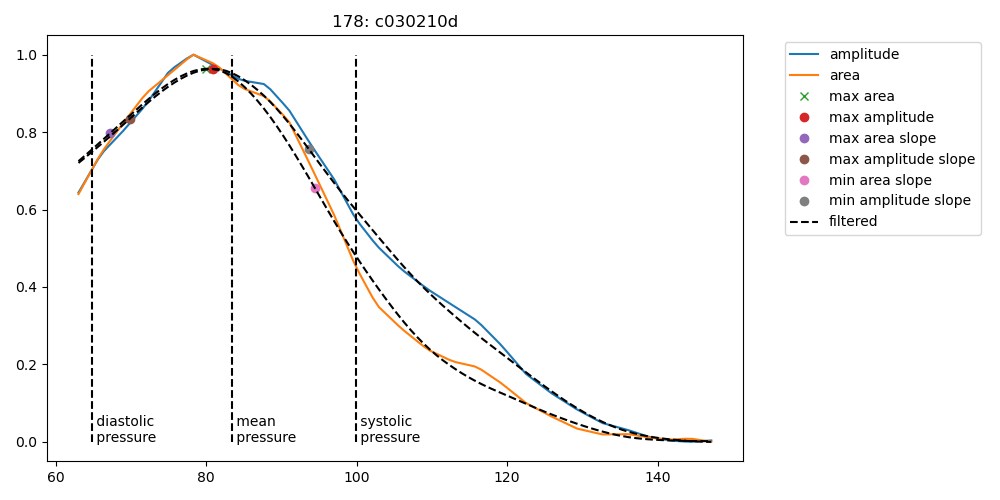 178: c030210d
1.0
0.8
0.6
0.4
0.2
0.0
60
80
100
120
140
diastolic
pressure
mean
pressure
systolic
pressure
amplitude
area
max area
max amplitude
max area slope
max amplitude slope
min area slope
min amplitude slope
filtered